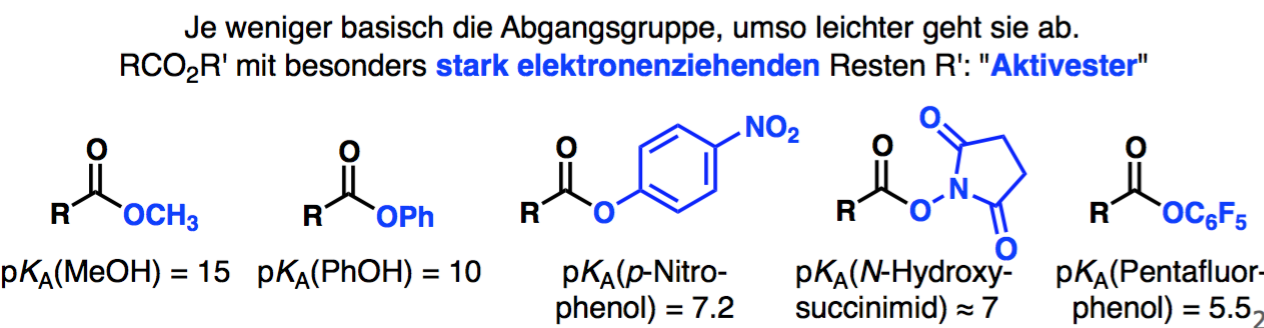 Je weniger basisch die Abgangsgruppe, umso leichter geht sie ab.
RCO₂R' mit besonders stark elektronenziehenden Resten R': "Aktivester"
O
R OCH₃
O
R OPh
O
R O NO₂
O
R O N O O
O
R OC₆F₅
pKA(MeOH) = 15
pKA(PhOH) = 10
pKA(p-Nitro-
phenol) = 7.2
pKA(N-Hydroxy-
succinimid) ≈ 7
pKA(Pentafluor-
phenol) = 5.5
2